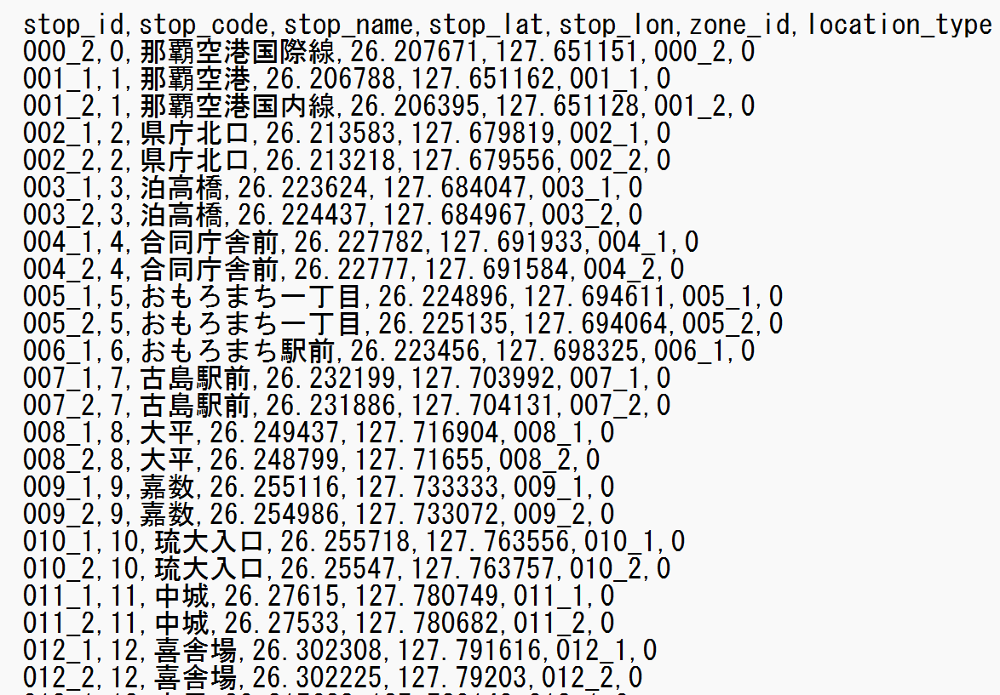 stop_id,stop_code,stop_name,stop_lat,stop_lon,zone_id,location_type
000_2,0,那覇空港国際線,26.207671,127.651151,000_2,0
001_1,1,那覇空港,26.206788,127.651162,001_1,0
001_2,1,那覇空港国内線,26.206395,127.651128,001_2,0
002_1,2,県庁北口,26.213583,127.679819,002_1,0
002_2,2,県庁北口,26.213218,127.679556,002_2,0
003_1,3,泊高橋,26.223624,127.684047,003_1,0
003_2,3,泊高橋,26.224437,127.684967,003_2,0
004_1,4,合同庁舎前,26.227782,127.691933,004_1,0
004_2,4,合同庁舎前,26.22777,127.691584,004_2,0
005_1,5,おもろまち一丁目,26.224896,127.694611,005_1,0
005_2,5,おもろまち一丁目,26.225135,127.694064,005_2,0
006_1,6,おもろまち駅前,26.223456,127.698325,006_1,0
007_1,7,古島駅前,26.232199,127.703992,007_1,0
007_2,7,古島駅前,26.231886,127.704131,007_2,0
008_1,8,大平,26.249437,127.716904,008_1,0
008_2,8,大平,26.248799,127.71655,008_2,0
009_1,9,嘉数,26.255116,127.733333,009_1,0
009_2,9,嘉数,26.254986,127.733072,009_2,0
010_1,10,琉大入口,26.255718,127.763556,010_1,0
010_2,10,琉大入口,26.25547,127.763757,010_2,0
011_1,11,中城,26.27615,127.780749,011_1,0
011_2,11,中城,26.27533,127.780682,011_2,0
012_1,12,喜舎場,26.302308,127.791616,012_1,0
012_2,12,喜舎場,26.302225,127.79203,012_2,0